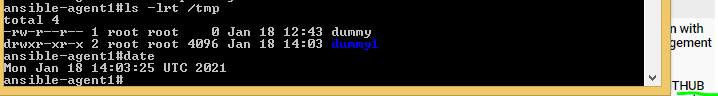 ansible-agent1#ls -lrt /tmp
total 4
-rw-r--r-- 1 root root    0 Jan 18 12:43 dummy
drwxr-xr-x 2 root root 4096 Jan 18 14:03 dummy1
ansible-agent1#date
Mon Jan 18 14:03:25 UTC 2021
ansible-agent1#
n with
gement
THUB